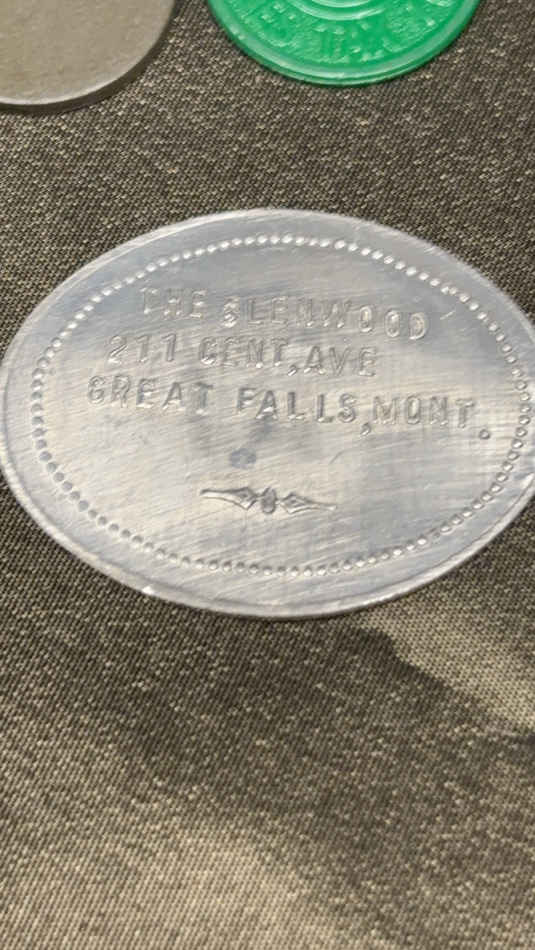 THE GLENWOOD
211 CENT,AVE
GREAT FALLS,MONT.